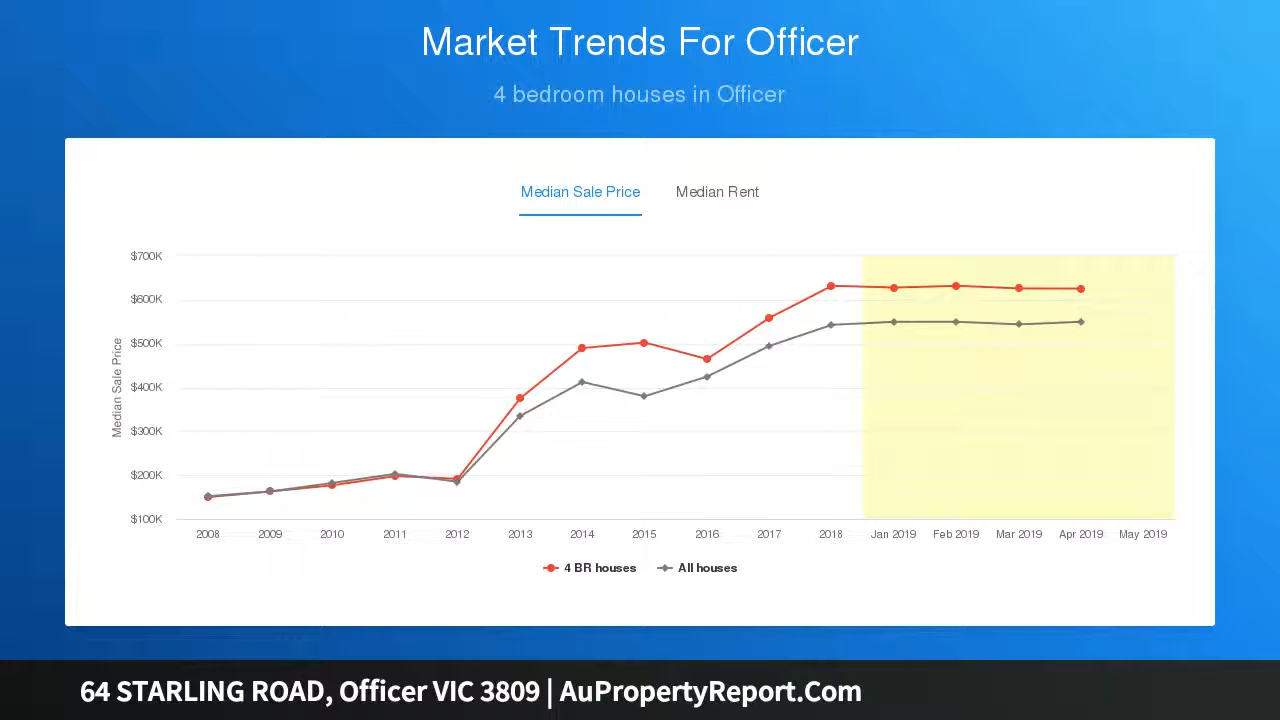 Market Trends For Officer
4 bedroom houses in Officer
Median Sale Price Median Rent
Median Sale Price
$700K
$600K
$500K
$400K
$300K
$200K
$100K
2008 2009 2010 2011 2012 2013 2014 2015 2016 2017 2018 Jan 2019 Feb 2019 Mar 2019 Apr 2019 May 2019
4 BR houses All houses
64 STARLING ROAD, Officer VIC 3809 | AuPropertyReport.Com